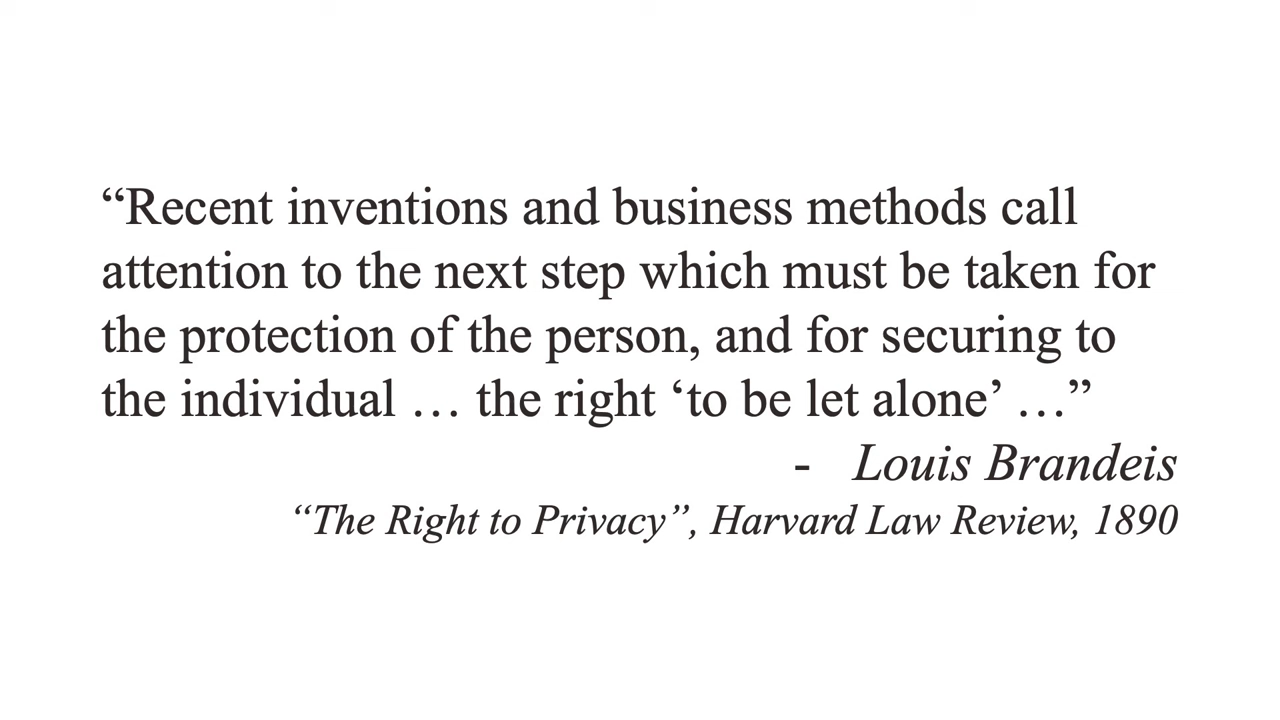 “Recent inventions and business methods call
attention to the next step which must be taken for
the protection of the person, and for securing to
the individual … the right ‘to be let alone’ …”
- Louis Brandeis
“The Right to Privacy”, Harvard Law Review, 1890